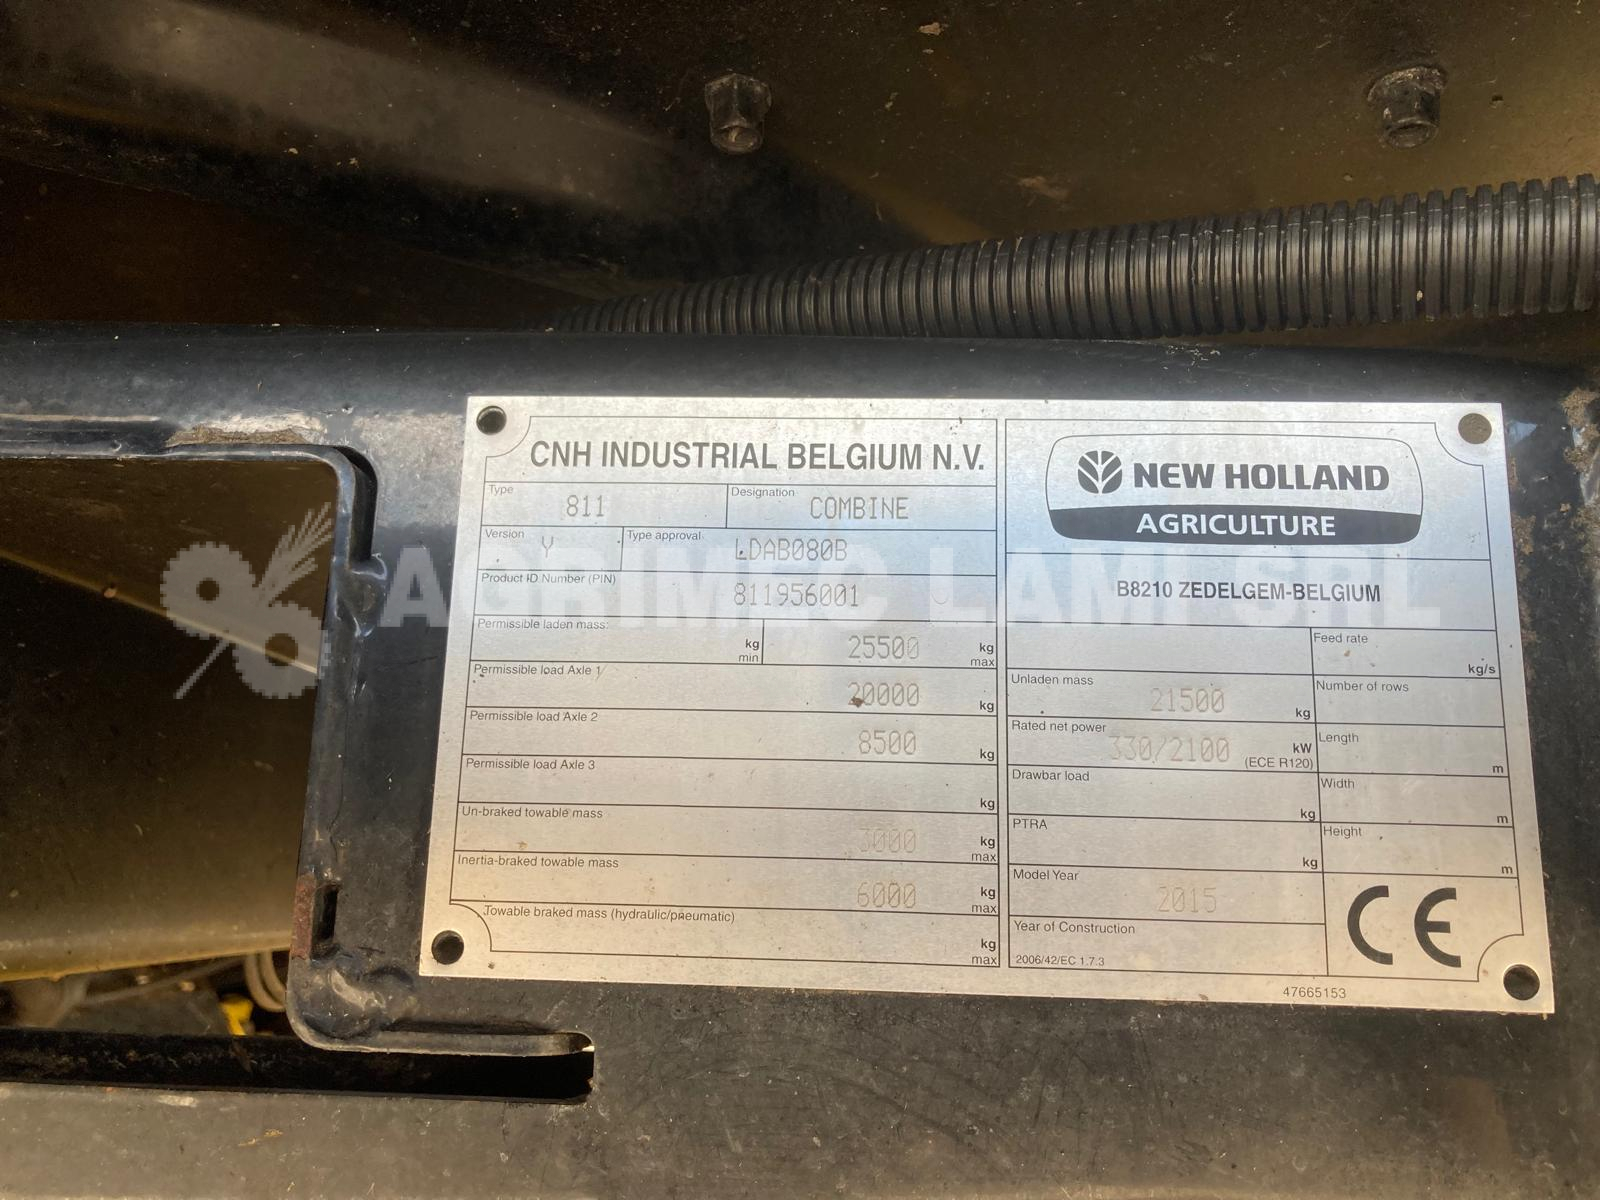 CNH INDUSTRIAL BELGIUM N.V.
Type 811 Designation COMBINE
Version Y Type approval LDAB080B
Product ID Number (PIN) 811956001
Permissible laden mass: kg min 25500 kg max
Permissible load Axle 1 20000 kg
Permissible load Axle 2 8500 kg
Permissible load Axle 3 kg
Un-braked towable mass 3000 kg max
Inertia-braked towable mass 6000 kg max
Towable braked mass (hydraulic/pneumatic) kg max
NEW HOLLAND
AGRICULTURE
B8210 ZEDELGEM-BELGIUM
Feed rate kg/s
Unladen mass 21500 kg Number of rows
Rated net power 330/2100 kW (ECE R120) Length m
Drawbar load kg Width m
PTRA kg Height m
Model Year 2015
Year of Construction
2006/42/EC 1.7.3
CE
47665153
AGRIMEC LAMI SRL